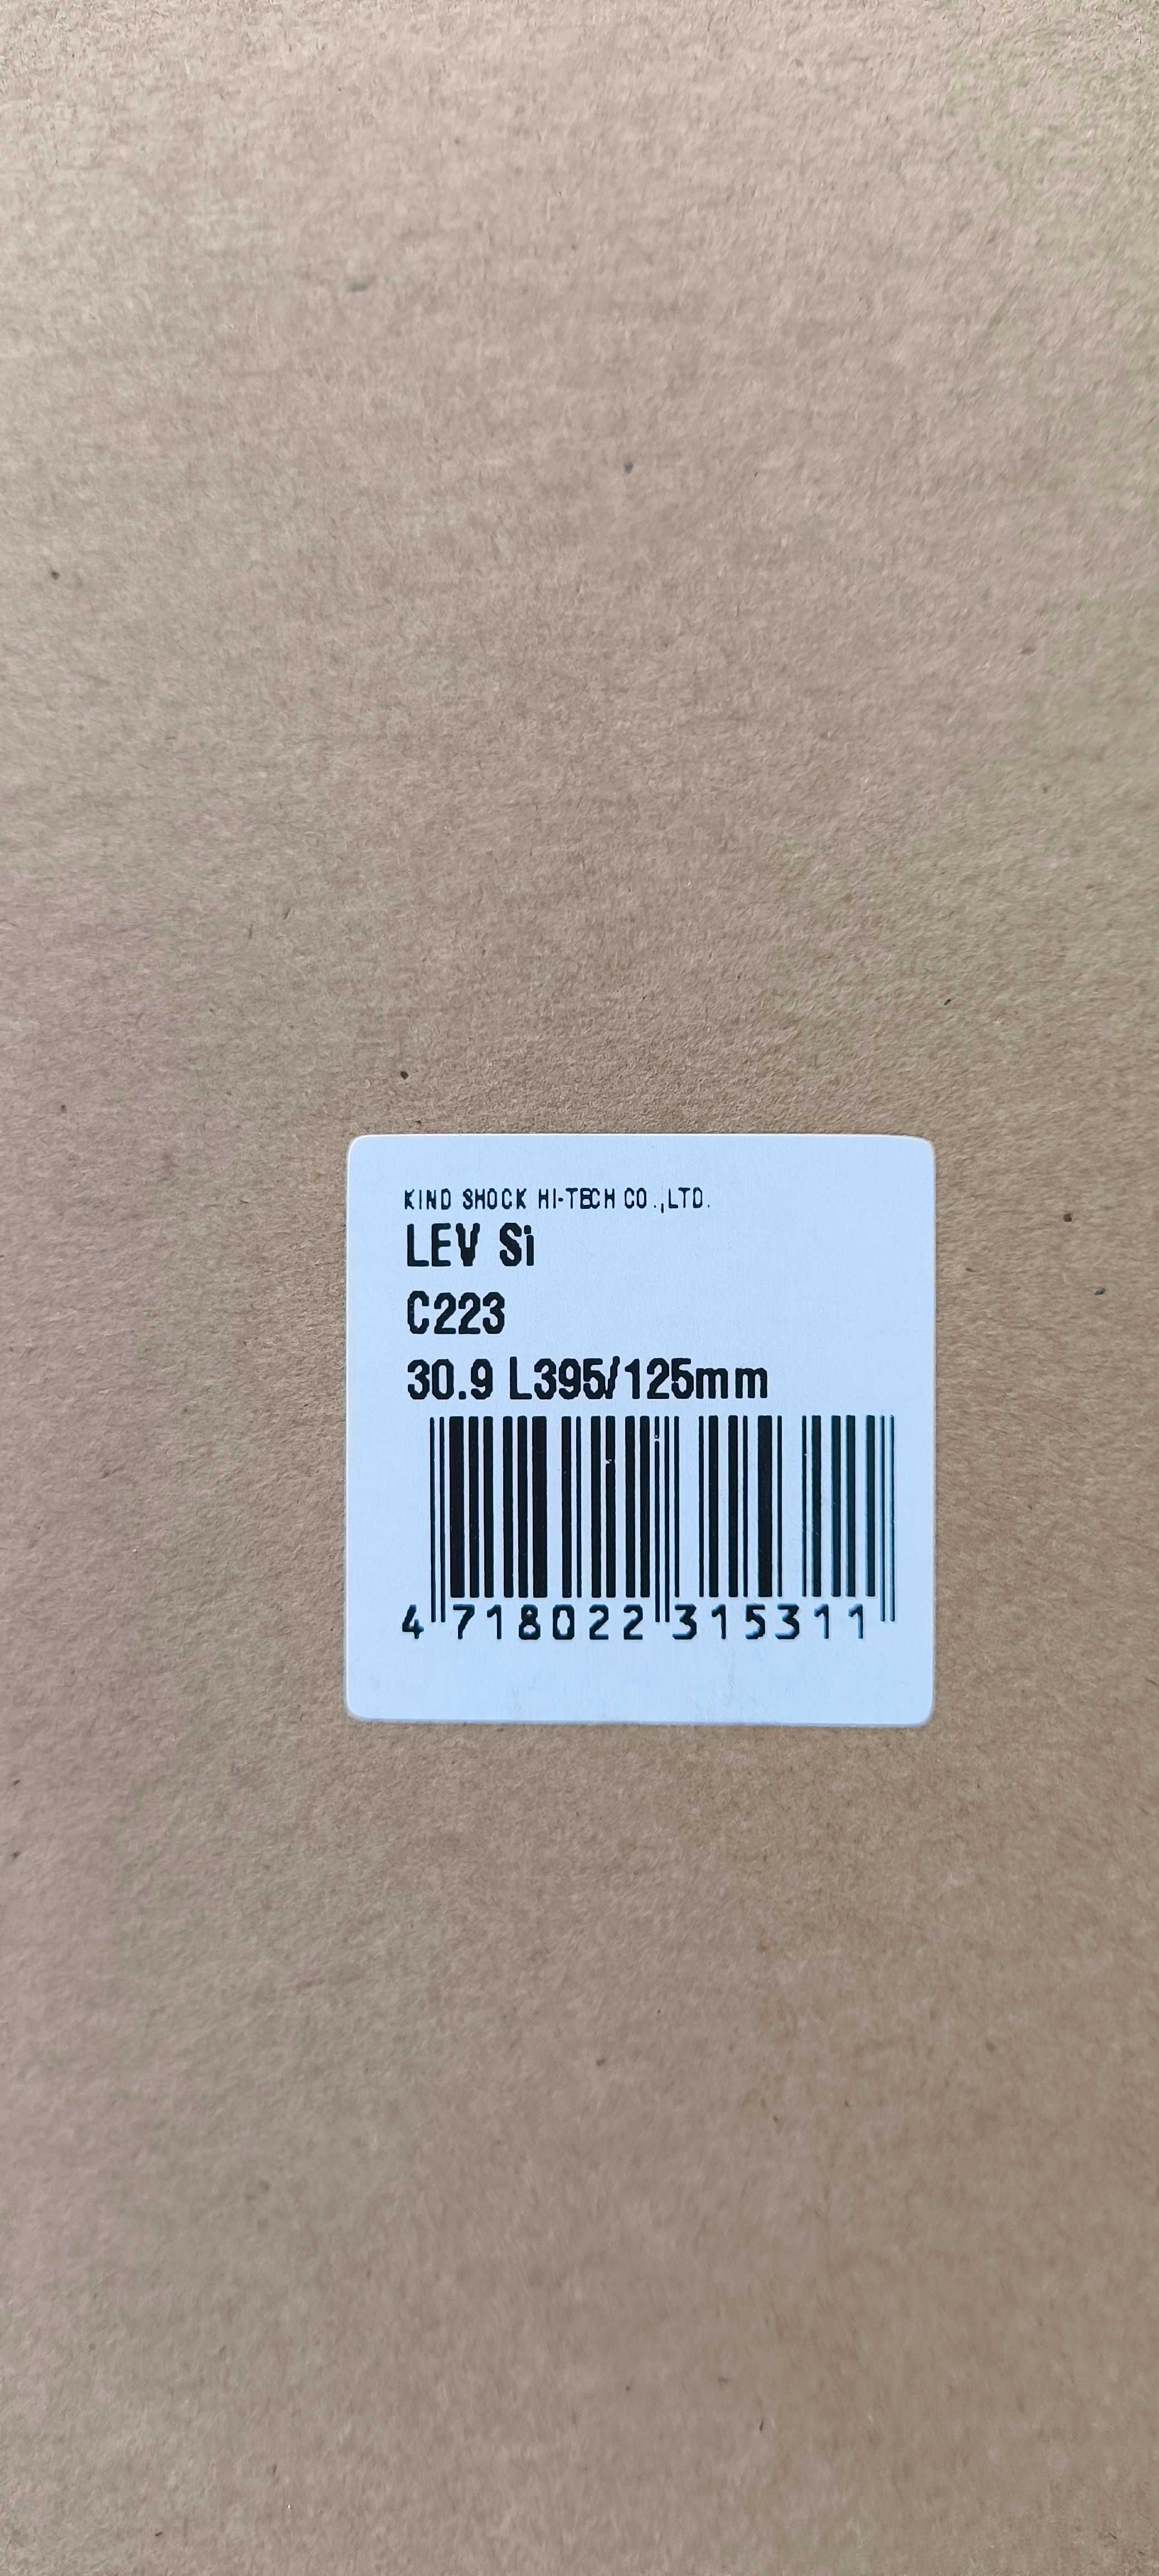 KIND SHOCK HI-TECH CO.,LTD.
LEV Si
C223
30.9 L395/125mm
4 718022 315311